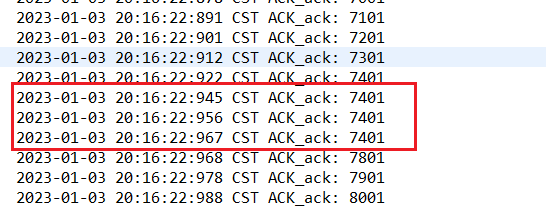 2023-01-03 20:16:22:891 CST ACK_ack: 7101
2023-01-03 20:16:22:901 CST ACK_ack: 7201
2023-01-03 20:16:22:912 CST ACK_ack: 7301
2023-01-03 20:16:22:922 CST ACK_ack: 7401
2023-01-03 20:16:22:945 CST ACK_ack: 7401
2023-01-03 20:16:22:956 CST ACK_ack: 7401
2023-01-03 20:16:22:967 CST ACK_ack: 7401
2023-01-03 20:16:22:968 CST ACK_ack: 7801
2023-01-03 20:16:22:978 CST ACK_ack: 7901
2023-01-03 20:16:22:988 CST ACK_ack: 8001